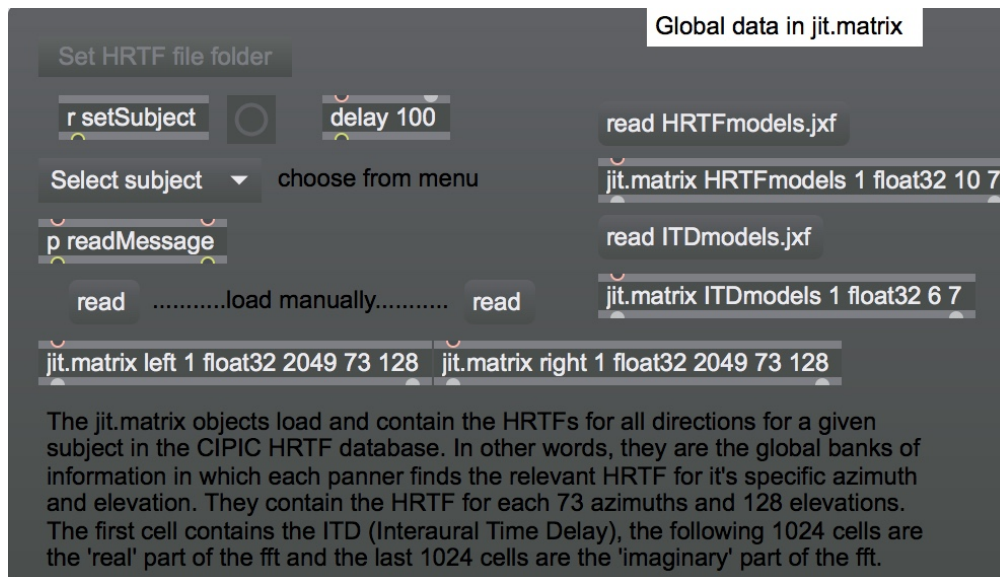 Global data in jit.matrix
Set HRTF file folder
r setSubject
delay 100
read HRTFmodels.jxf
Select subject
choose from menu
jit.matrix HRTFmodels 1 float32 10 7
p readMessage
read ITDmodels.jxf
read ...........load manually........... read
jit.matrix ITDmodels 1 float32 6 7
jit.matrix left 1 float32 2049 73 128
jit.matrix right 1 float32 2049 73 128
The jit.matrix objects load and contain the HRTFs for all directions for a given
subject in the CIPIC HRTF database. In other words, they are the global banks of
information in which each panner finds the relevant HRTF for it's specific azimuth
and elevation. They contain the HRTF for each 73 azimuths and 128 elevations.
The first cell contains the ITD (Interaural Time Delay), the following 1024 cells are
the 'real' part of the fft and the last 1024 cells are the 'imaginary' part of the fft.